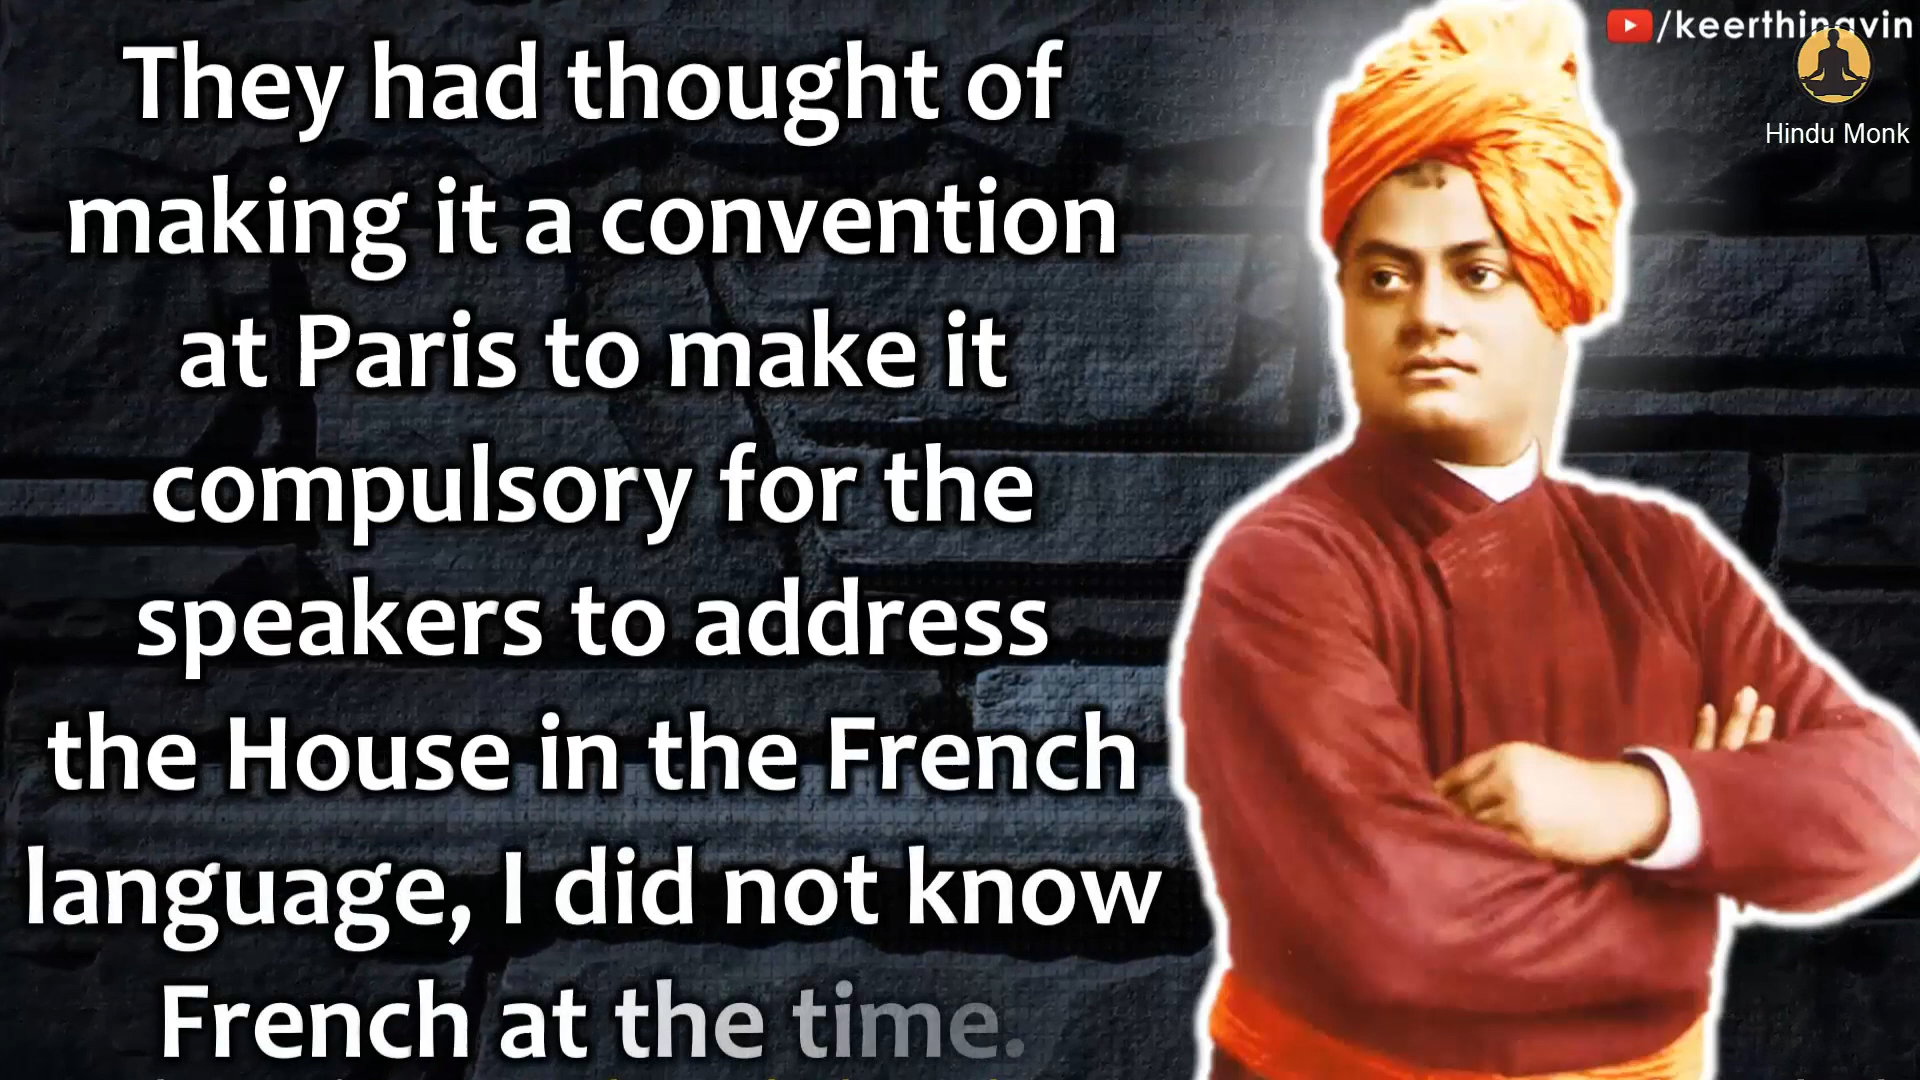 They had thought of
making it a convention
at Paris to make it
compulsory for the
speakers to address
the House in the French
language, I did not know
French at the time.
/keerthinavin
Hindu Monk